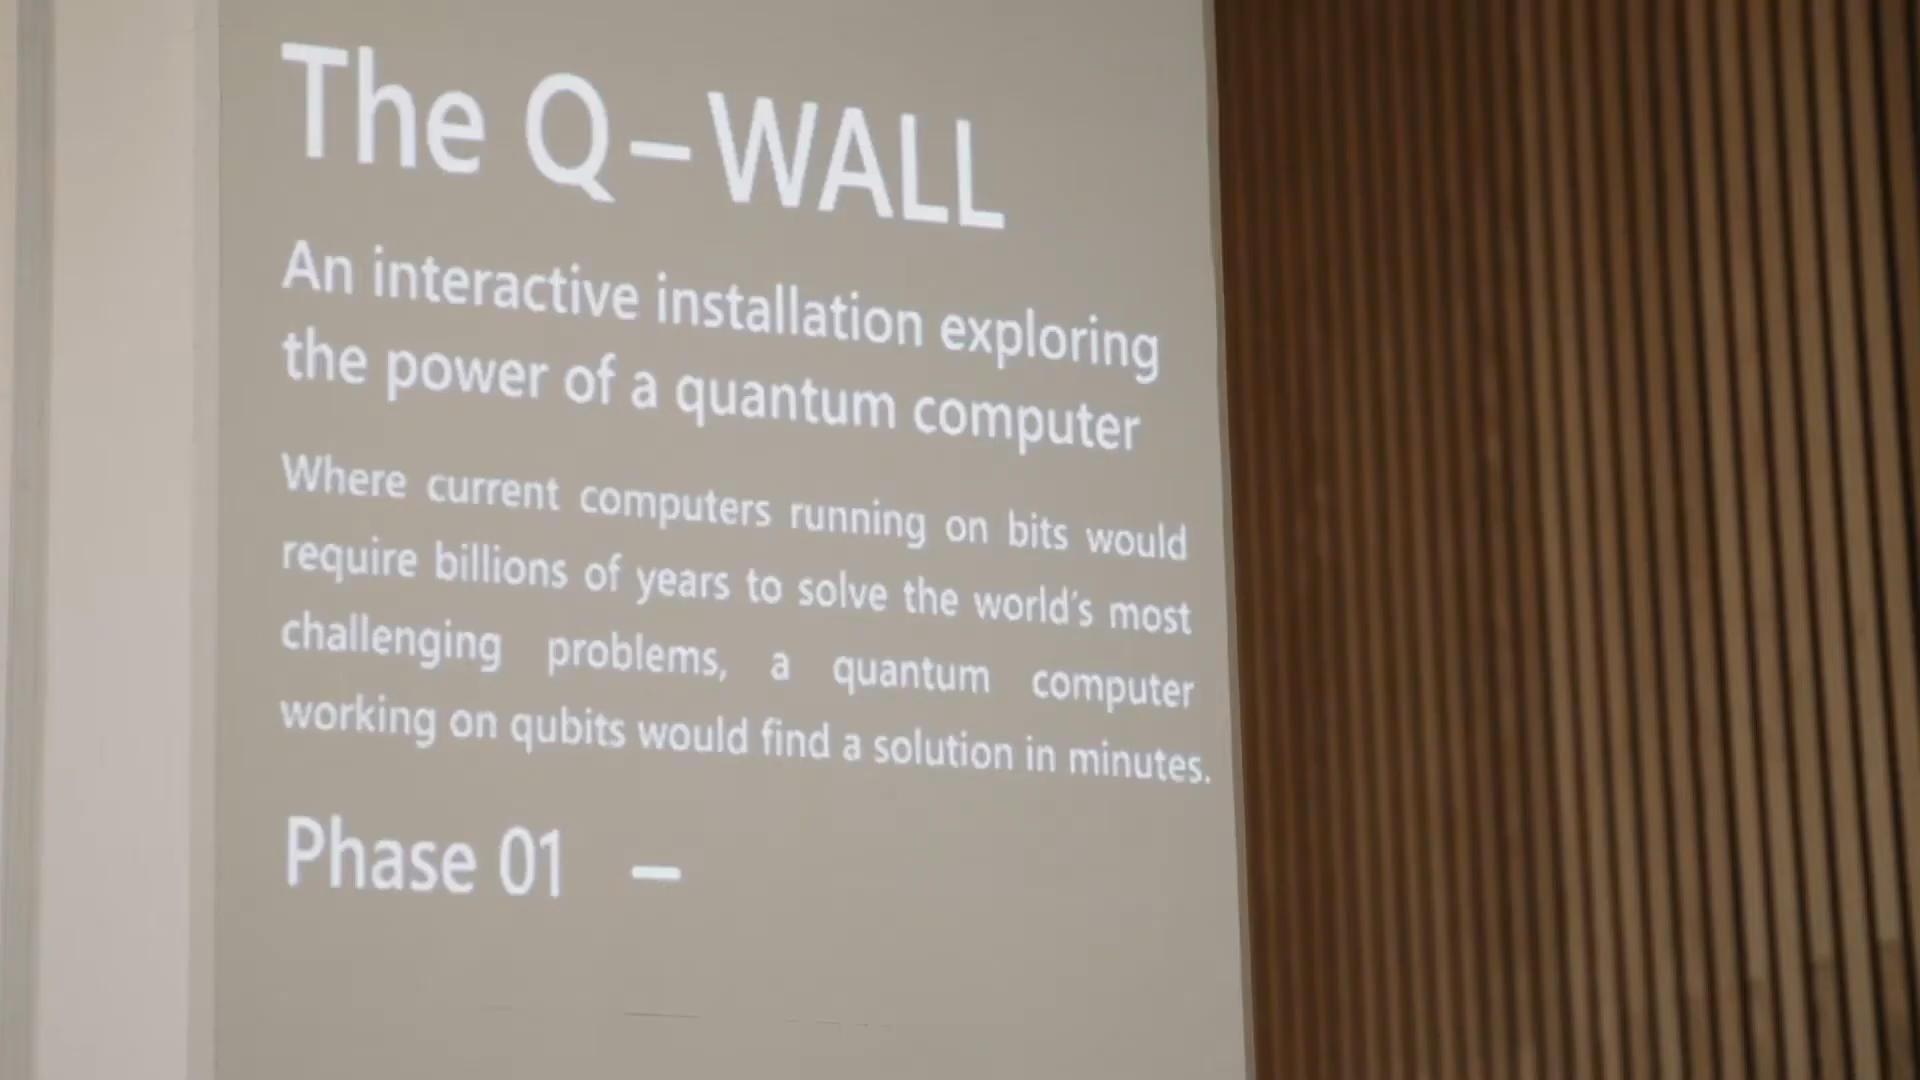 The Q–WALL
An interactive installation exploring
the power of a quantum computer
Where current computers running on bits would
require billions of years to solve the world's most
challenging problems, a quantum computer
working on qubits would find a solution in minutes.
Phase 01 –